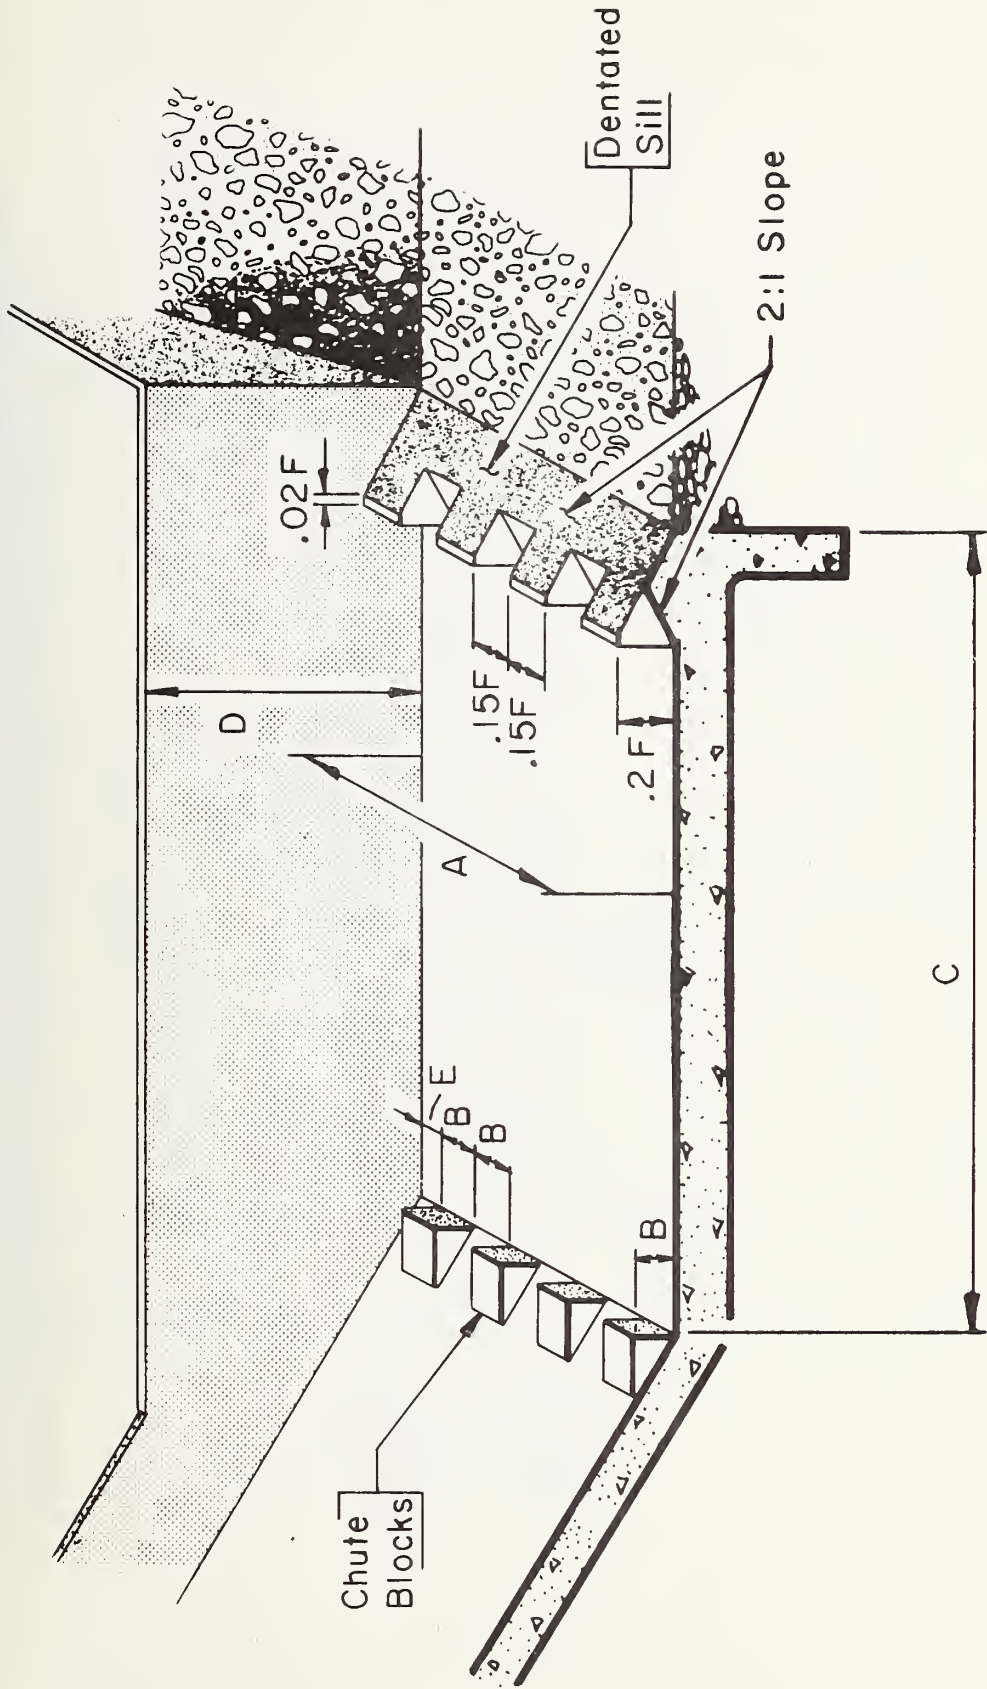 Chute
Blocks
B
E
B
B
A
D
.02F
.15F
.15F
.2F
Dentated
Sill
2:1 Slope
C